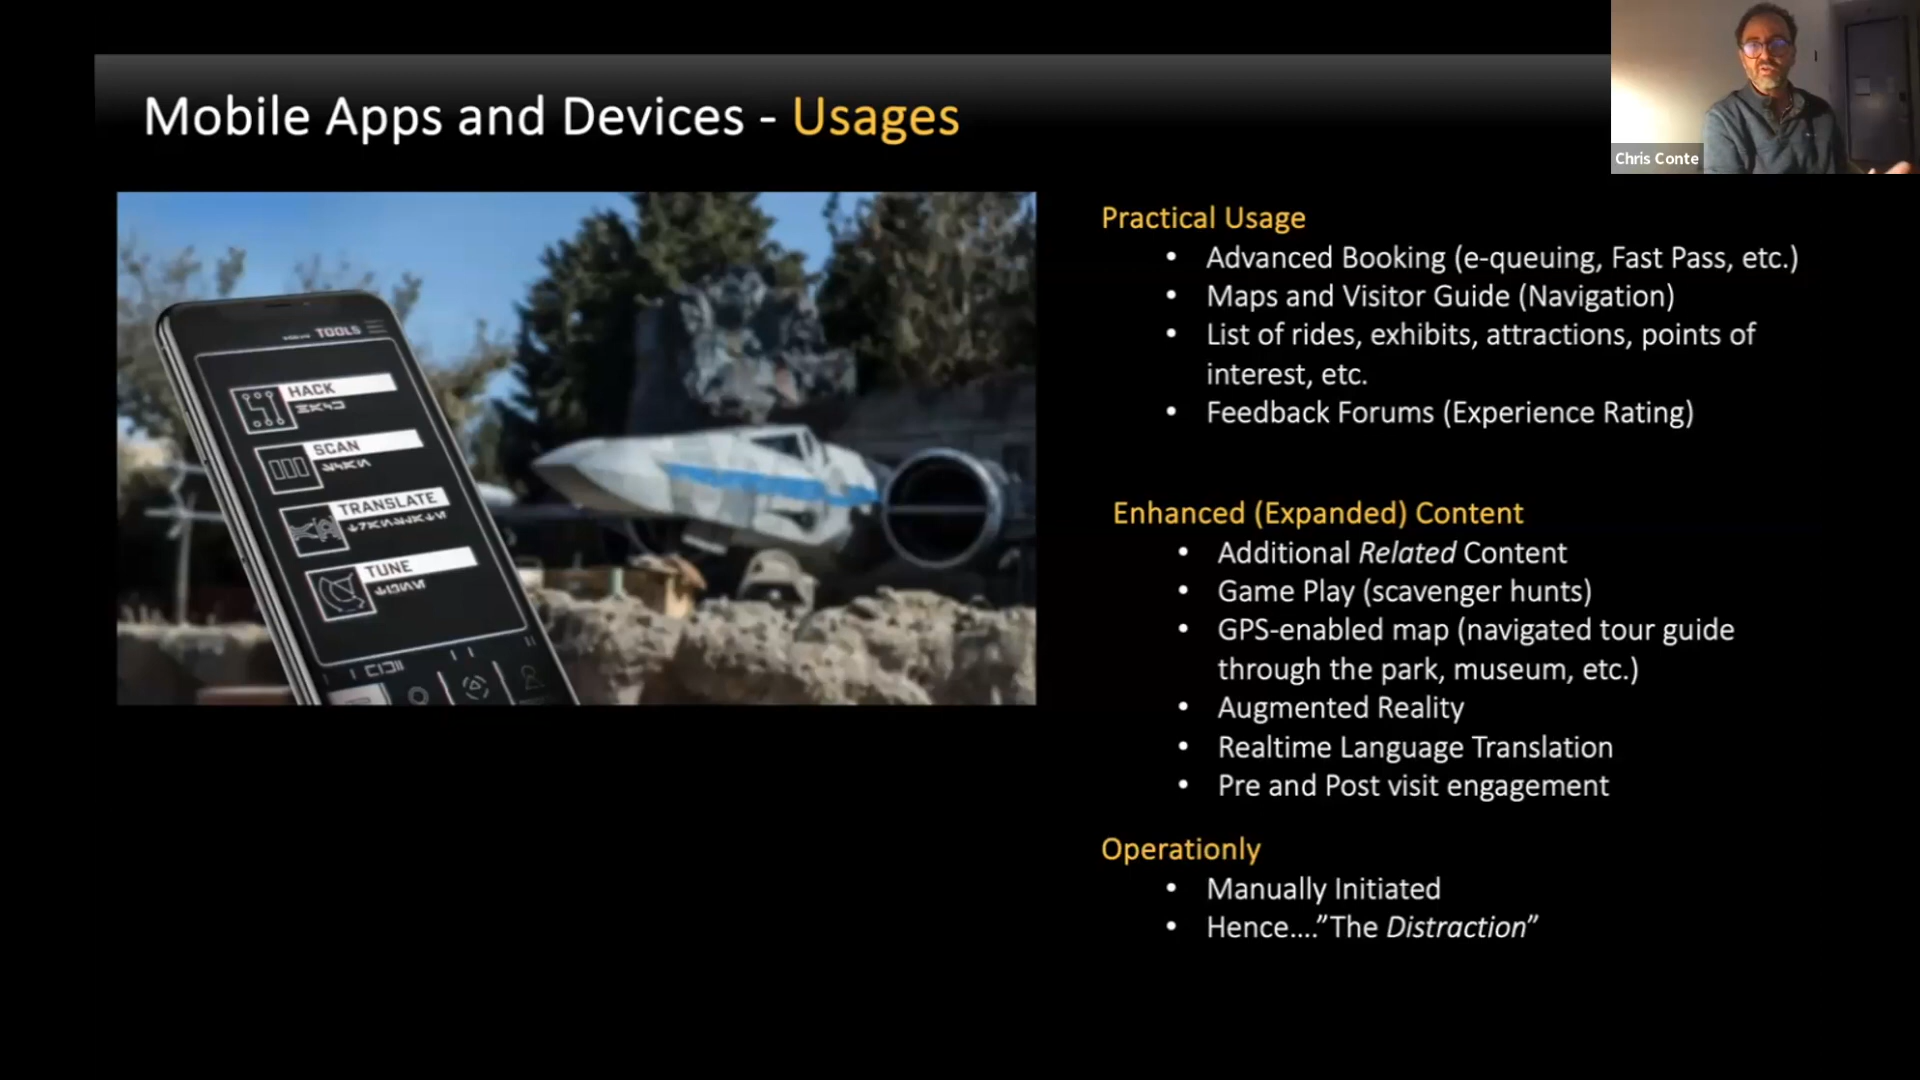 Mobile Apps and Devices - Usages
Chris Conte
TOOLS
HACK
SCAN
TRANSLATE
TUNE
Practical Usage
• Advanced Booking (e-queuing, Fast Pass, etc.)
• Maps and Visitor Guide (Navigation)
• List of rides, exhibits, attractions, points of
interest, etc.
• Feedback Forums (Experience Rating)
Enhanced (Expanded) Content
• Additional Related Content
• Game Play (scavenger hunts)
• GPS-enabled map (navigated tour guide
through the park, museum, etc.)
• Augmented Reality
• Realtime Language Translation
• Pre and Post visit engagement
Operationly
• Manually Initiated
• Hence....”The Distraction”